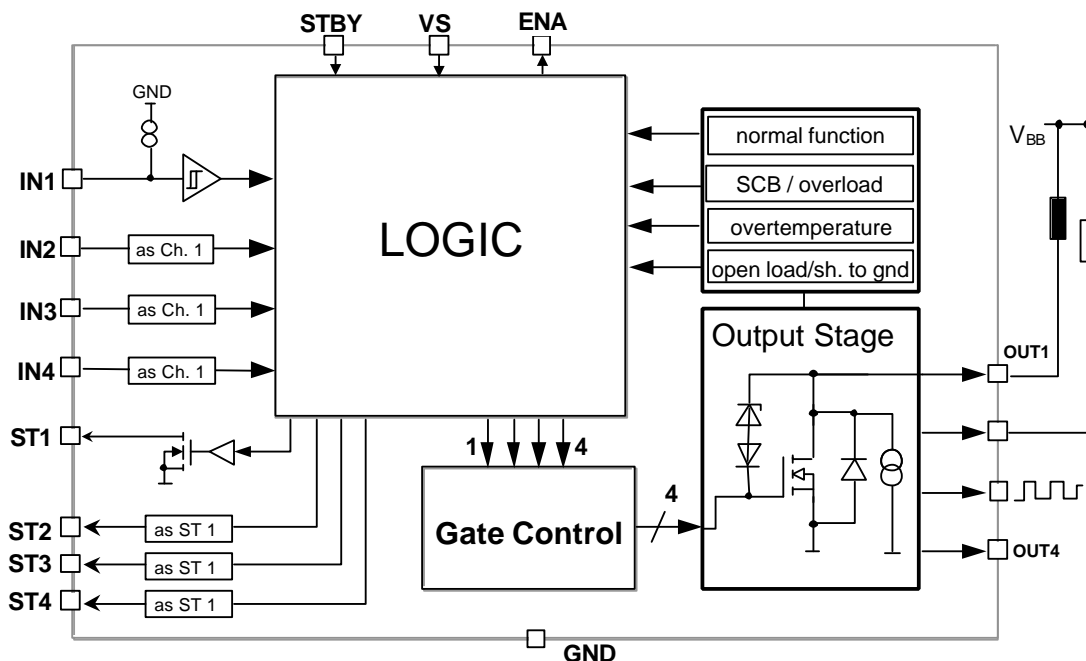 STBY VS ENA
GND
V_BB
normal function
IN1
SCB / overload
LOGIC
overtemperature
IN2 as Ch. 1
open load/sh. to gnd
IN3 as Ch. 1
Output Stage
OUT1
IN4 as Ch. 1
ST1
1 4
4
Gate Control
ST2 as ST 1
OUT4
ST3 as ST 1
ST4 as ST 1
GND